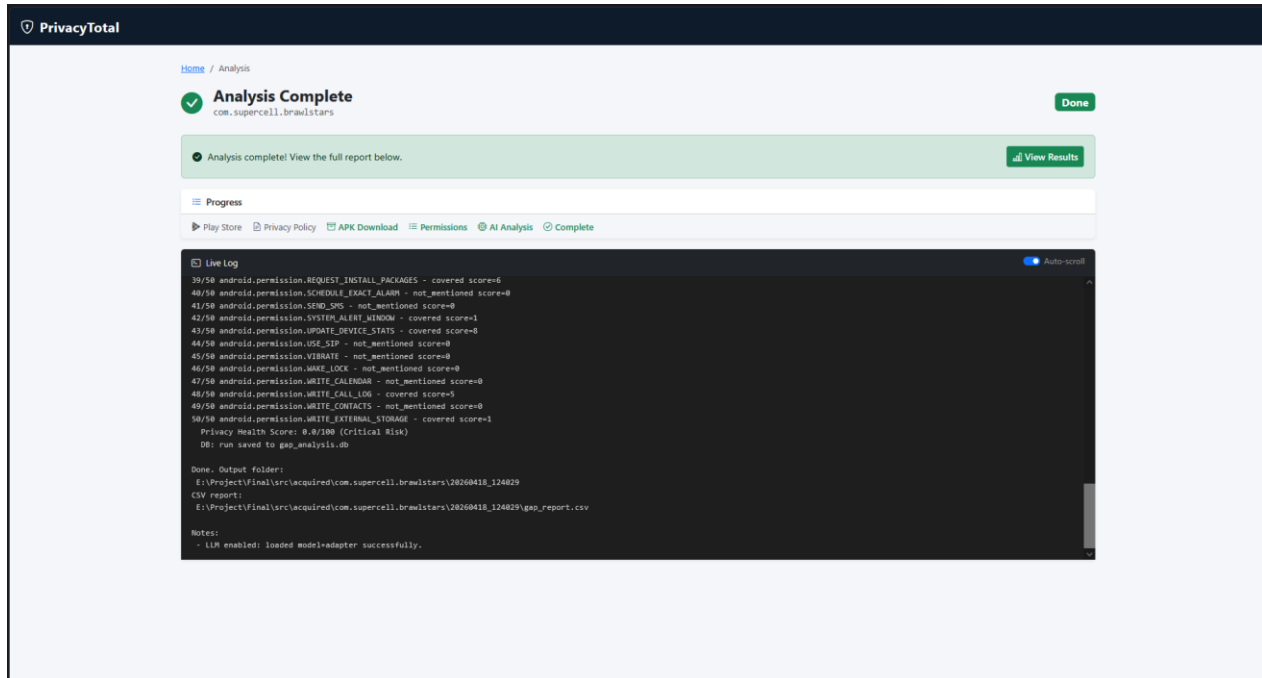 PrivacyTotal
Home / Analysis
Analysis Complete
com.supercell.brawlstars
Done
Analysis complete! View the full report below.
View Results
Progress
Play Store Privacy Policy APK Download Permissions AI Analysis Complete
Live Log
Auto-scroll
39/50 android.permission.REQUEST_INSTALL_PACKAGES - covered score=6
40/50 android.permission.SCHEDULE_EXACT_ALARM - not_mentioned score=0
41/50 android.permission.SEND_SMS - not_mentioned score=0
42/50 android.permission.SYSTEM_ALERT_WINDOW - covered score=1
43/50 android.permission.UPDATE_DEVICE_STATS - covered score=8
44/50 android.permission.USE_SIP - not_mentioned score=0
45/50 android.permission.VIBRATE - not_mentioned score=0
46/50 android.permission.WAKE_LOCK - not_mentioned score=0
47/50 android.permission.WRITE_CALENDAR - not_mentioned score=0
48/50 android.permission.WRITE_CALL_LOG - covered score=5
49/50 android.permission.WRITE_CONTACTS - not_mentioned score=0
50/50 android.permission.WRITE_EXTERNAL_STORAGE - covered score=1
Privacy Health Score: 0.0/100 (Critical Risk)
DB: run saved to gap_analysis.db
Done. Output folder:
E:\Project\Final\src\acquired\com.supercell.brawlstars\20260418_124029
CSV report:
E:\Project\Final\src\acquired\com.supercell.brawlstars\20260418_124029\gap_report.csv
Notes:
- LLM enabled: loaded model+adapter successfully.